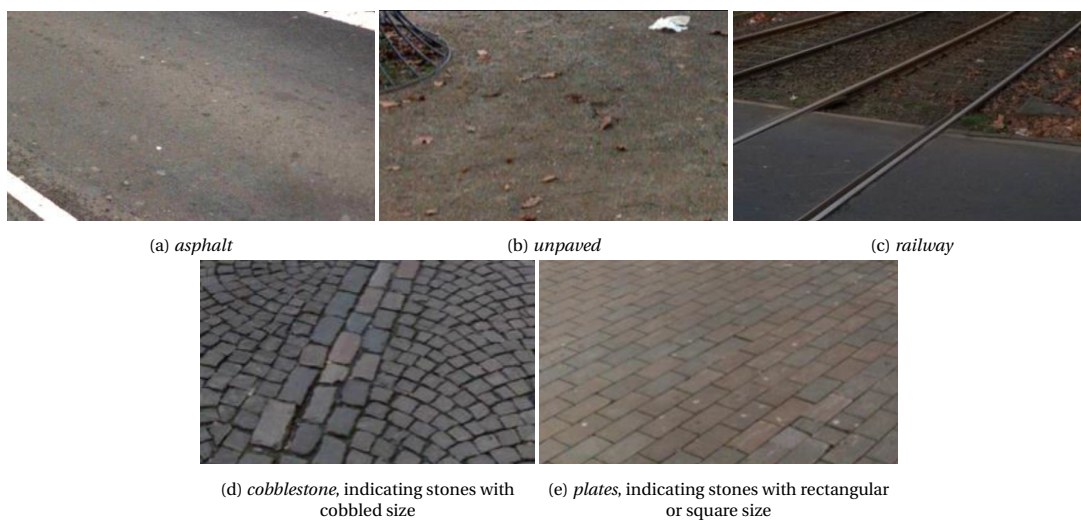 (a) asphalt
(b) unpaved
(c) railway
(d) cobblestone, indicating stones with
cobbled size
(e) plates, indicating stones with rectangular
or square size